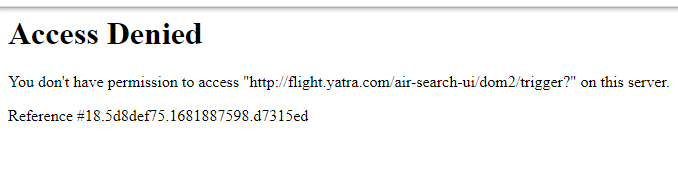 Access Denied
You don't have permission to access "http://flight.yatra.com/air-search-ui/dom2/trigger?" on this server.
Reference #18.5d8def75.1681887598.d7315ed